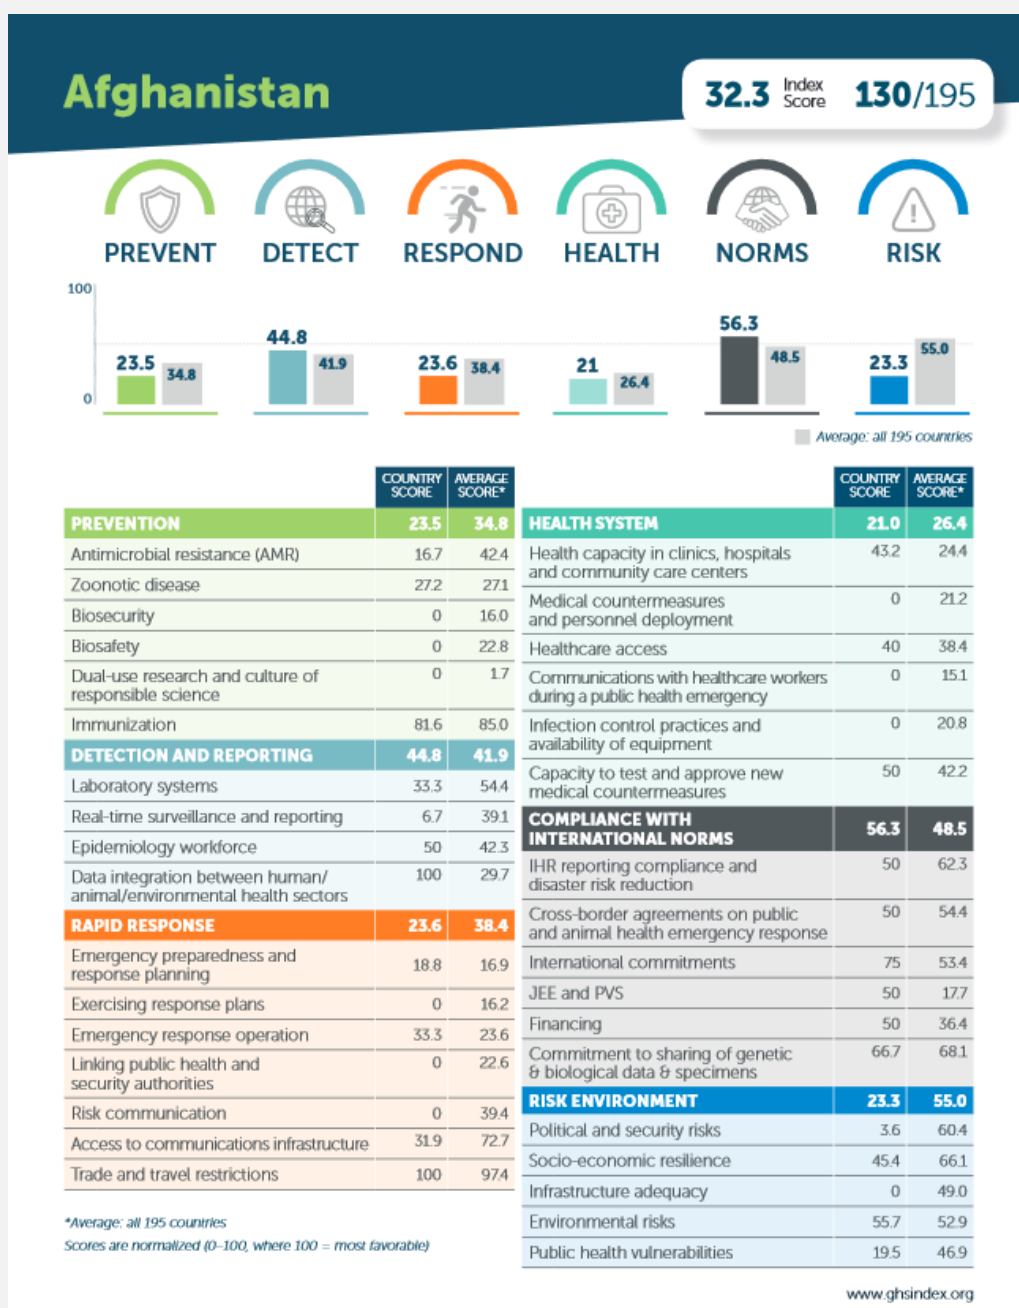 Afghanistan
32.3 Index Score 130/195
PREVENT DETECT RESPOND HEALTH NORMS RISK
100
0
23.5 34.8
44.8 41.9
23.6 38.4
21 26.4
56.3 48.5
23.3 55.0
Average: all 195 countries
COUNTRY SCORE AVERAGE SCORE*
PREVENTION 23.5 34.8
Antimicrobial resistance (AMR) 16.7 42.4
Zoonotic disease 27.2 27.1
Biosecurity 0 16.0
Biosafety 0 22.8
Dual-use research and culture of
responsible science 0 1.7
Immunization 81.6 85.0
DETECTION AND REPORTING 44.8 41.9
Laboratory systems 33.3 54.4
Real-time surveillance and reporting 6.7 39.1
Epidemiology workforce 50 42.3
Data integration between human/
animal/environmental health sectors 100 29.7
RAPID RESPONSE 23.6 38.4
Emergency preparedness and
response planning 18.8 16.9
Exercising response plans 0 16.2
Emergency response operation 33.3 23.6
Linking public health and
security authorities 0 22.6
Risk communication 0 39.4
Access to communications infrastructure 31.9 72.7
Trade and travel restrictions 100 97.4
*Average: all 195 countries
Scores are normalized (0–100, where 100 = most favorable)
COUNTRY SCORE AVERAGE SCORE*
HEALTH SYSTEM 21.0 26.4
Health capacity in clinics, hospitals
and community care centers 43.2 24.4
Medical countermeasures
and personnel deployment 0 21.2
Healthcare access 40 38.4
Communications with healthcare workers
during a public health emergency 0 15.1
Infection control practices and
availability of equipment 0 20.8
Capacity to test and approve new
medical countermeasures 50 42.2
COMPLIANCE WITH
INTERNATIONAL NORMS 56.3 48.5
IHR reporting compliance and
disaster risk reduction 50 62.3
Cross-border agreements on public
and animal health emergency response 50 54.4
International commitments 75 53.4
JEE and PVS 50 17.7
Financing 50 36.4
Commitment to sharing of genetic
& biological data & specimens 66.7 68.1
RISK ENVIRONMENT 23.3 55.0
Political and security risks 3.6 60.4
Socio-economic resilience 45.4 66.1
Infrastructure adequacy 0 49.0
Environmental risks 55.7 52.9
Public health vulnerabilities 19.5 46.9
www.ghsindex.org